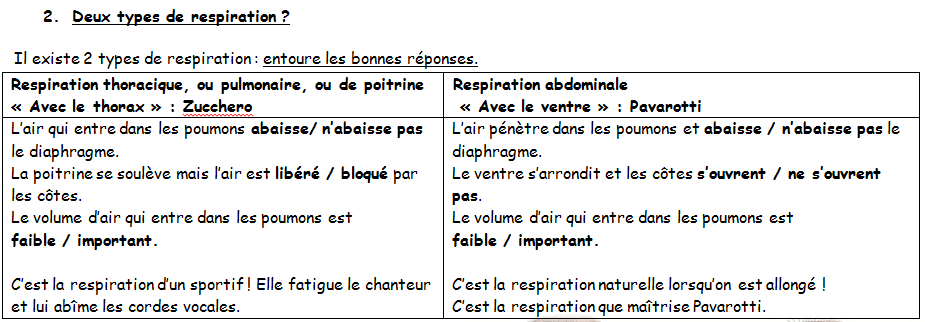 2. Deux types de respiration ?
Il existe 2 types de respiration : entoure les bonnes réponses.
Respiration thoracique, ou pulmonaire, ou de poitrine
« Avec le thorax » : Zucchero
L’air qui entre dans les poumons abaisse/ n’abaisse pas
le diaphragme.
La poitrine se soulève mais l’air est libéré / bloqué par
les côtes.
Le volume d’air qui entre dans les poumons est
faible / important.
C’est la respiration d’un sportif ! Elle fatigue le chanteur
et lui abîme les cordes vocales.
Respiration abdominale
« Avec le ventre » : Pavarotti
L’air pénètre dans les poumons et abaisse / n’abaisse pas le
diaphragme.
Le ventre s’arrondit et les côtes s’ouvrent / ne s’ouvrent
pas.
Le volume d’air qui entre dans les poumons est
faible / important.
C’est la respiration naturelle lorsqu’on est allongé !
C’est la respiration que maîtrise Pavarotti.